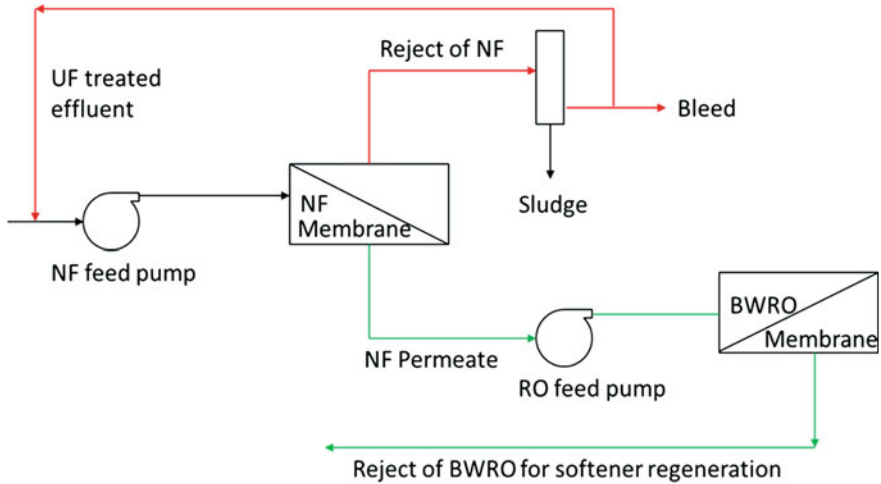 Reject of NF
UF treated
effluent
Bleed
NF
Membrane
Sludge
NF feed pump
BWRO
Membrane
NF Permeate
RO feed pump
Reject of BWRO for softener regeneration